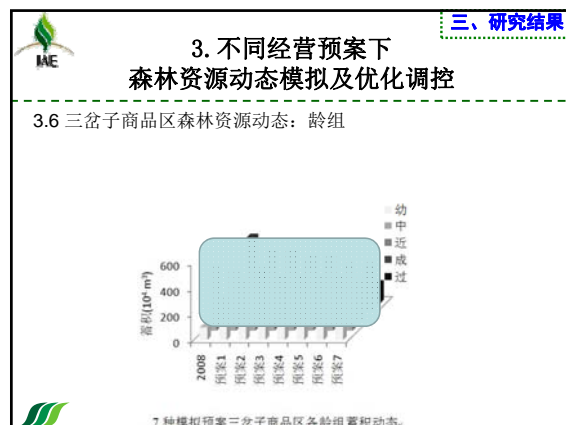 三、研究结果
IAE
3.不同经营预案下
森林资源动态模拟及优化调控
3.6 三岔子商品区森林资源动态：龄组
幼
中
近
成
过
600
400
200
0
蓄积(10⁴ m³)
2008
预案1
预案2
预案3
预案4
预案5
预案6
预案7
7 种模拟预案三岔子商品区各龄组蓄积动态。